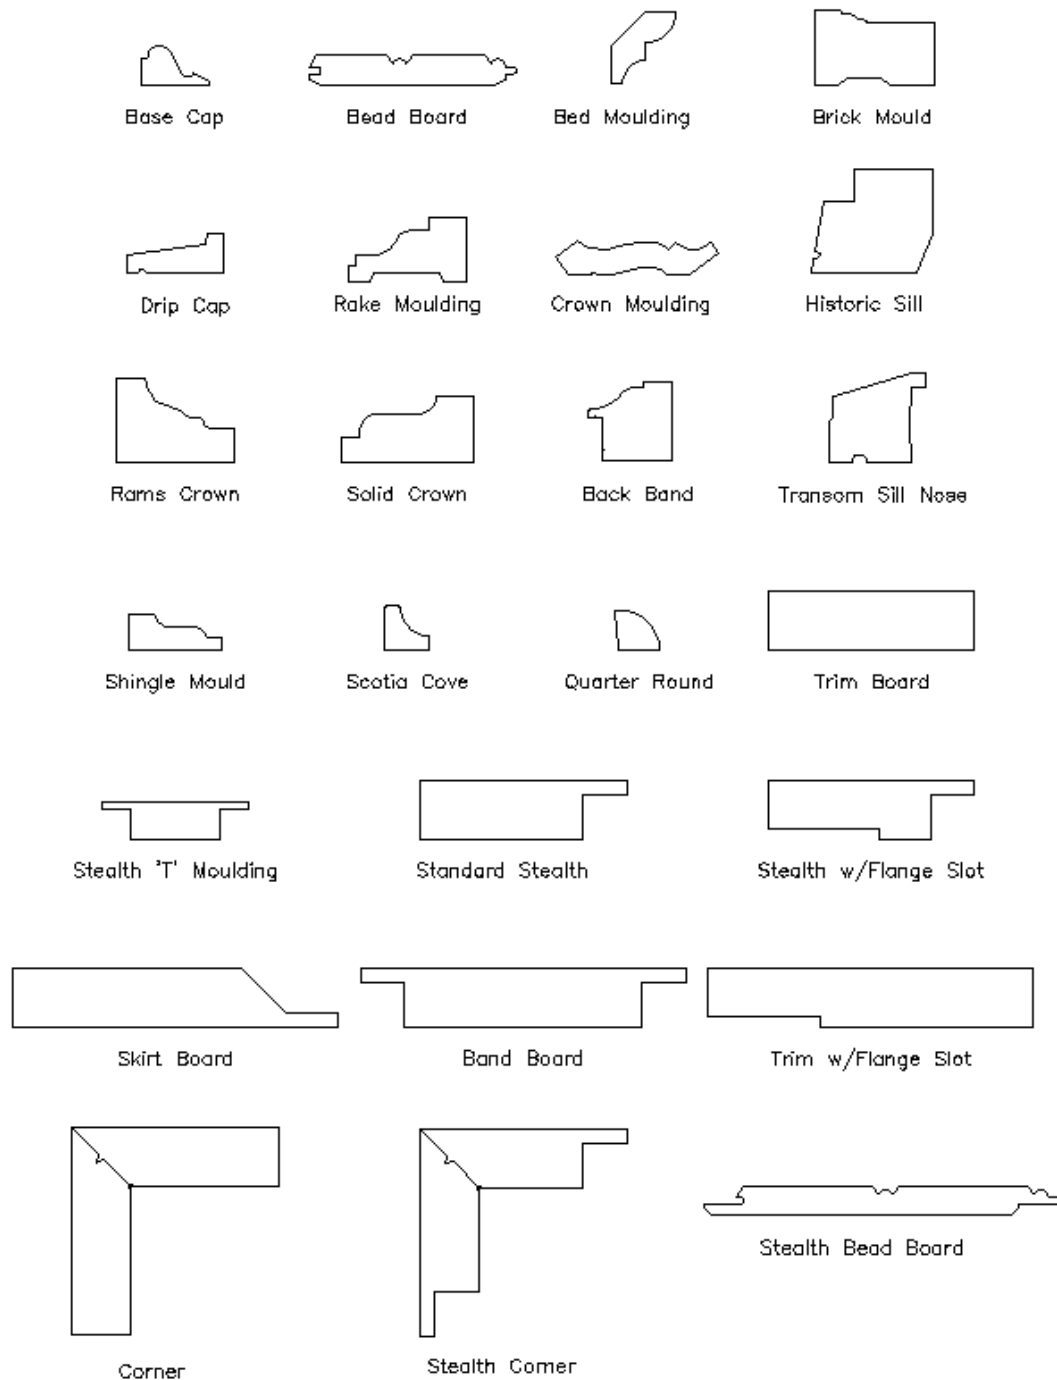 Base Cap
Bead Board
Bed Moulding
Brick Mould
Drip Cap
Rake Moulding
Crown Moulding
Historic Sill
Rams Crown
Solid Crown
Back Band
Transom Sill Nose
Shingle Mould
Scotia Cove
Quarter Round
Trim Board
Stealth 'T' Moulding
Standard Stealth
Stealth w/Flange Slot
Skirt Board
Band Board
Trim w/Flange Slot
Corner
Stealth Corner
Stealth Bead Board